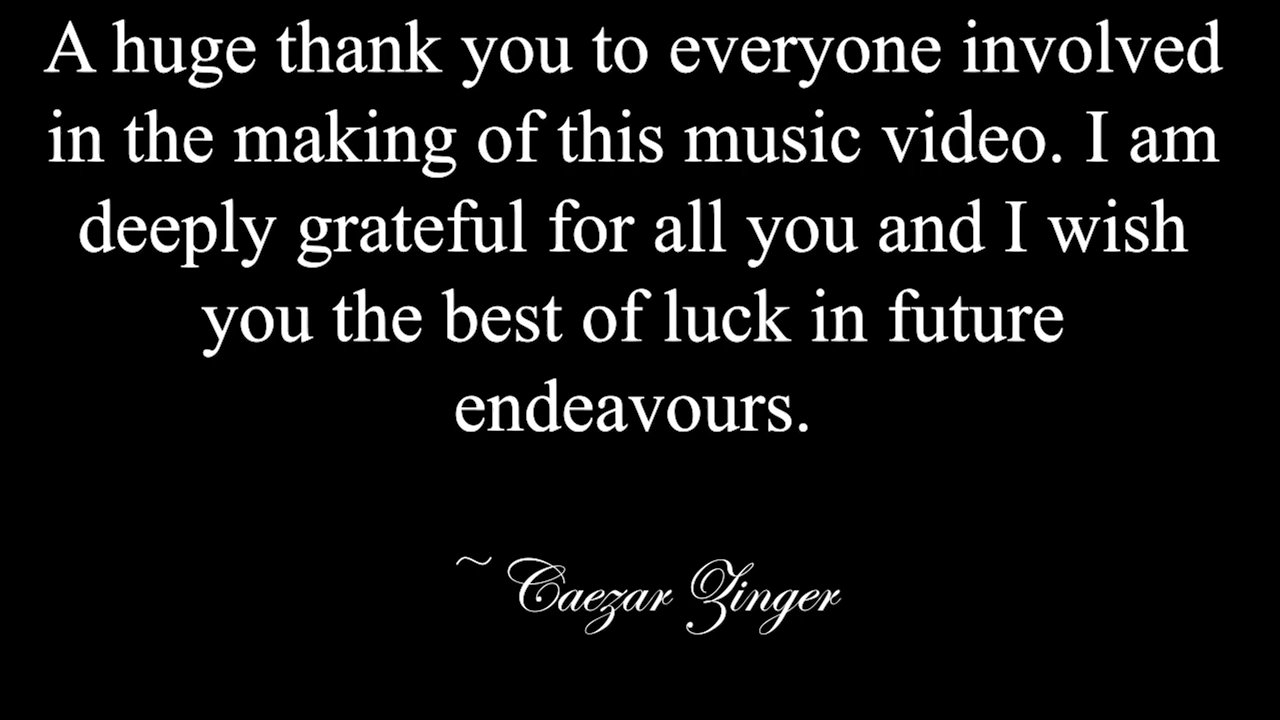 A huge thank you to everyone involved
in the making of this music video. I am
deeply grateful for all you and I wish
you the best of luck in future
endeavours.
~ Caezar Zinger